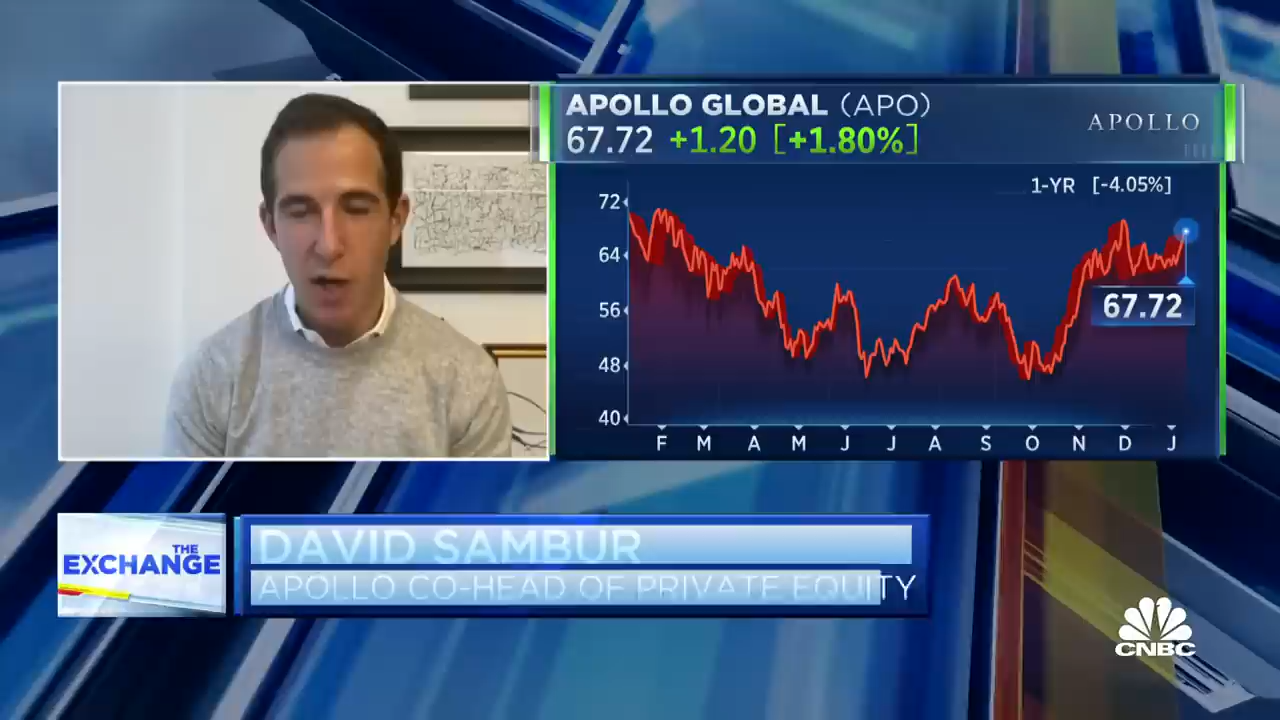 APOLLO GLOBAL (APO)
67.72 +1.20 [+1.80%]
APOLLO
1-YR [-4.05%]
72
64
56
48
40
67.72
F M A M J J A S O N D J
THE
EXCHANGE
DAVID SAMBUR
APOLLO CO-HEAD OF PRIVATE EQUITY
CNBC